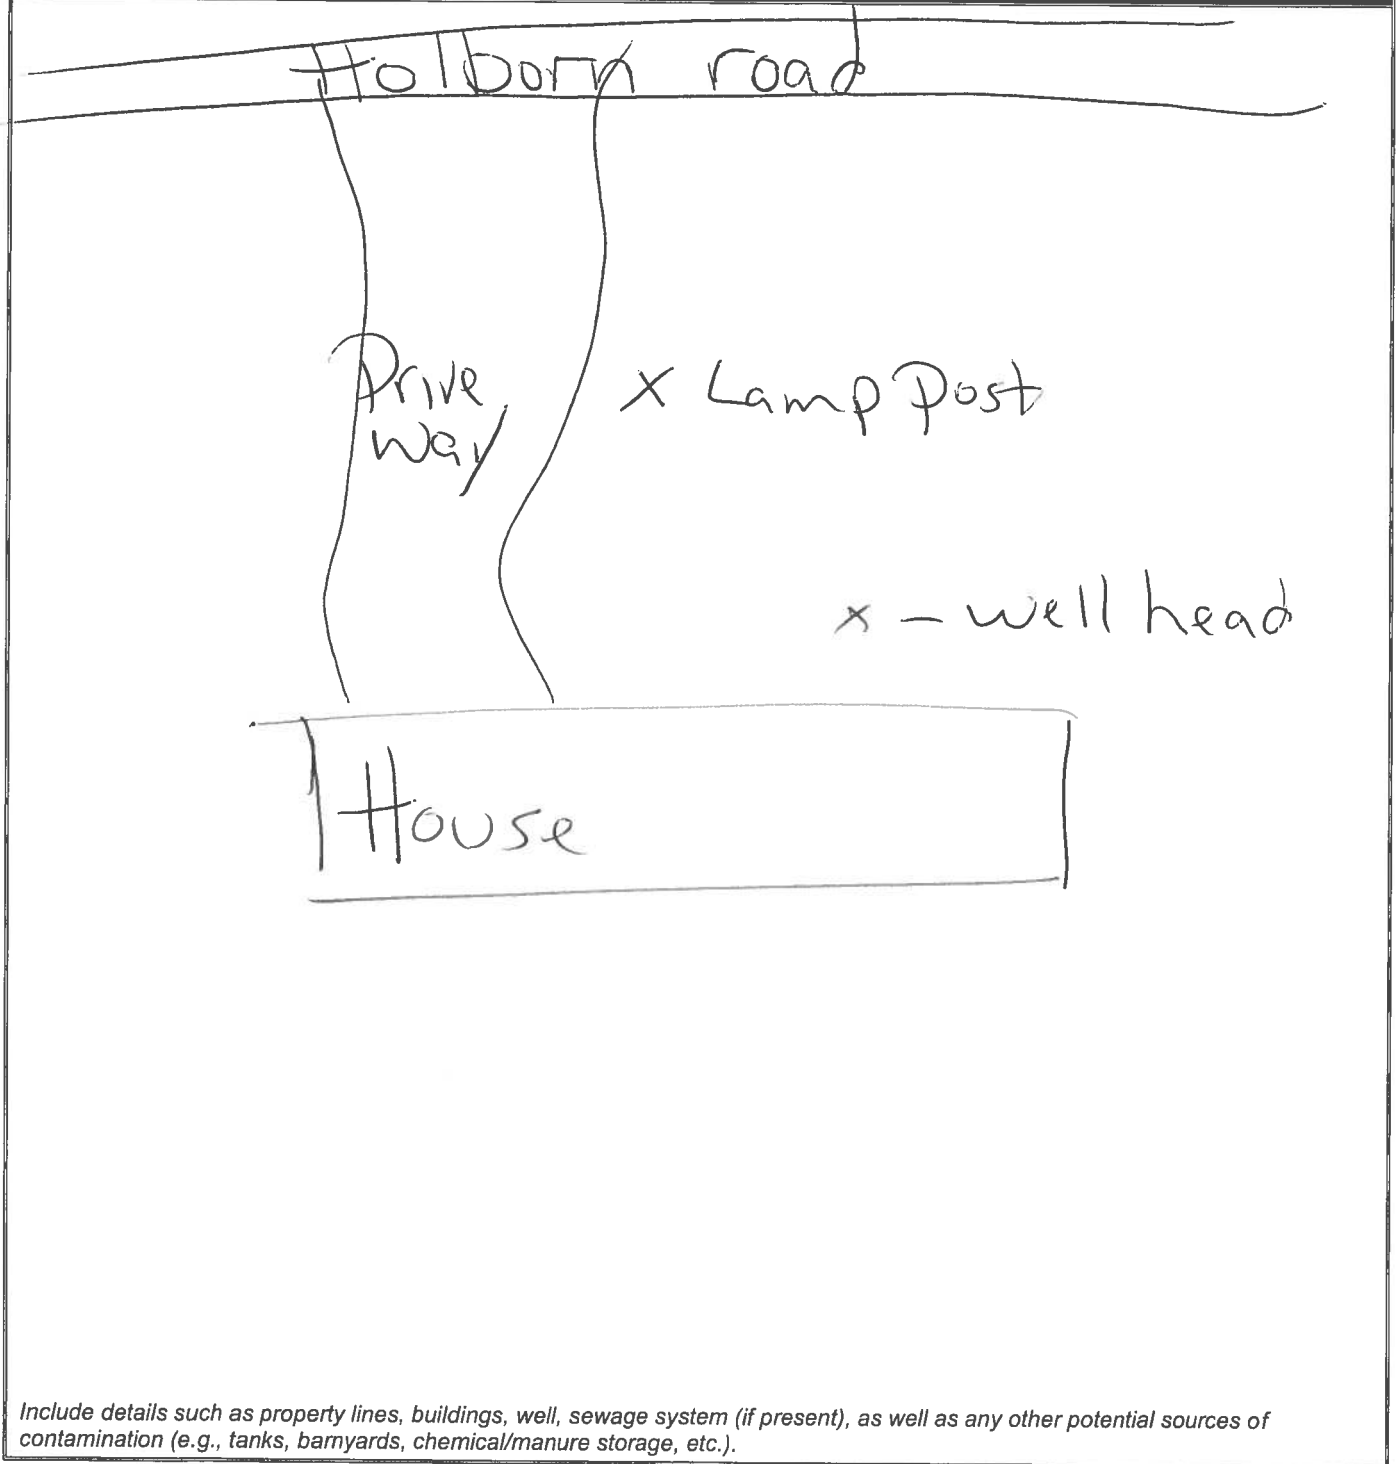 Holborn road
Drive
way
x Lamp Post
x - well head
House
Include details such as property lines, buildings, well, sewage system (if present), as well as any other potential sources of
contamination (e.g., tanks, barnyards, chemical/manure storage, etc.).